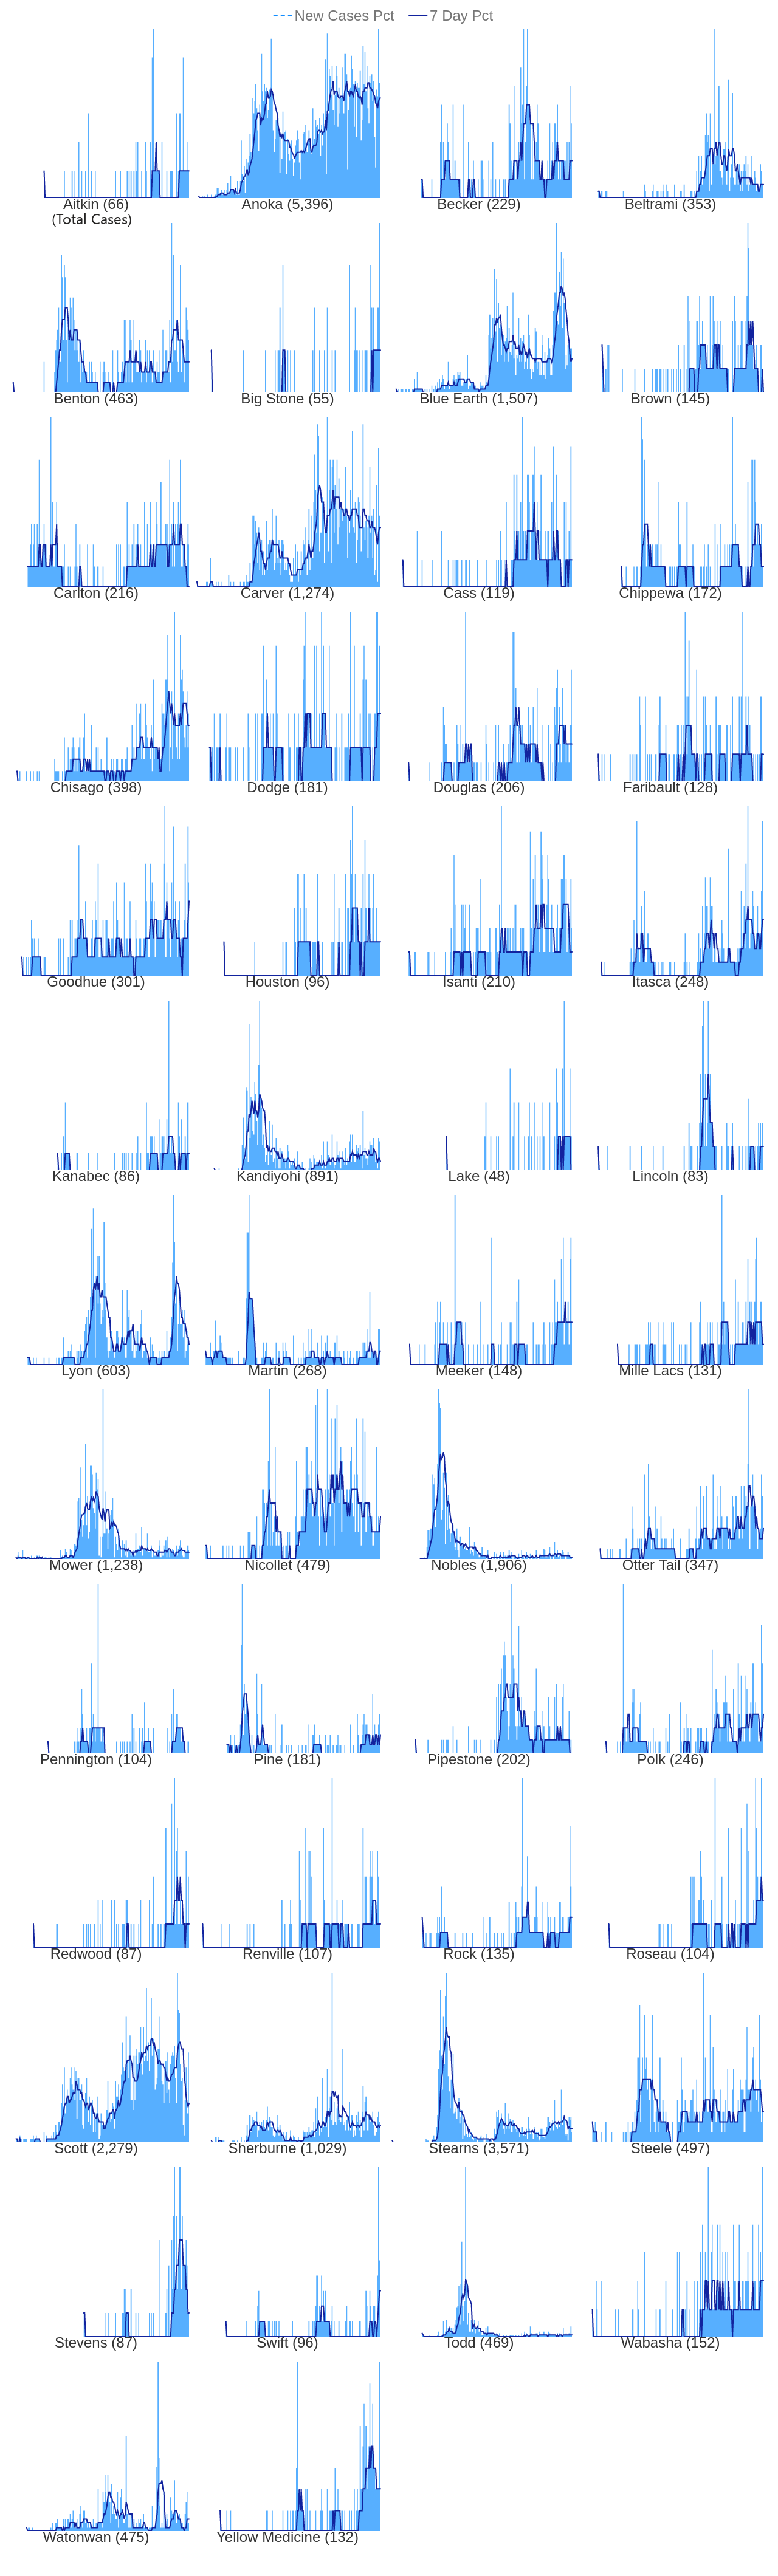 New Cases Pct 7 Day Pct
Aitkin (66) Anoka (5,396) Becker (229) Beltrami (353)
(Total Cases)
Benton (463) Big Stone (55) Blue Earth (1,507) Brown (145)
Carlton (216) Carver (1,274) Cass (119) Chippewa (172)
Chisago (398) Dodge (181) Douglas (206) Faribault (128)
Goodhue (301) Houston (96) Isanti (210) Itasca (248)
Kanabec (86) Kandiyohi (891) Lake (48) Lincoln (83)
Lyon (603) Martin (268) Meeker (148) Mille Lacs (131)
Mower (1,238) Nicollet (479) Nobles (1,906) Otter Tail (347)
Pennington (104) Pine (181) Pipestone (202) Polk (246)
Redwood (87) Renville (107) Rock (135) Roseau (104)
Scott (2,279) Sherburne (1,029) Stearns (3,571) Steele (497)
Stevens (87) Swift (96) Todd (469) Wabasha (152)
Watonwan (475) Yellow Medicine (132)